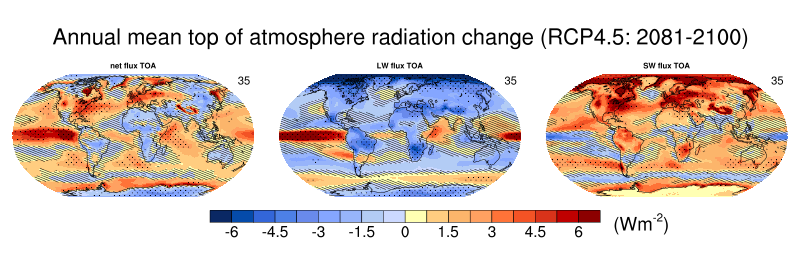 Annual mean top of atmosphere radiation change (RCP4.5: 2081-2100)
net flux TOA
35
LW flux TOA
35
SW flux TOA
35
-6 -4.5 -3 -1.5 0 1.5 3 4.5 6 (Wm-2)